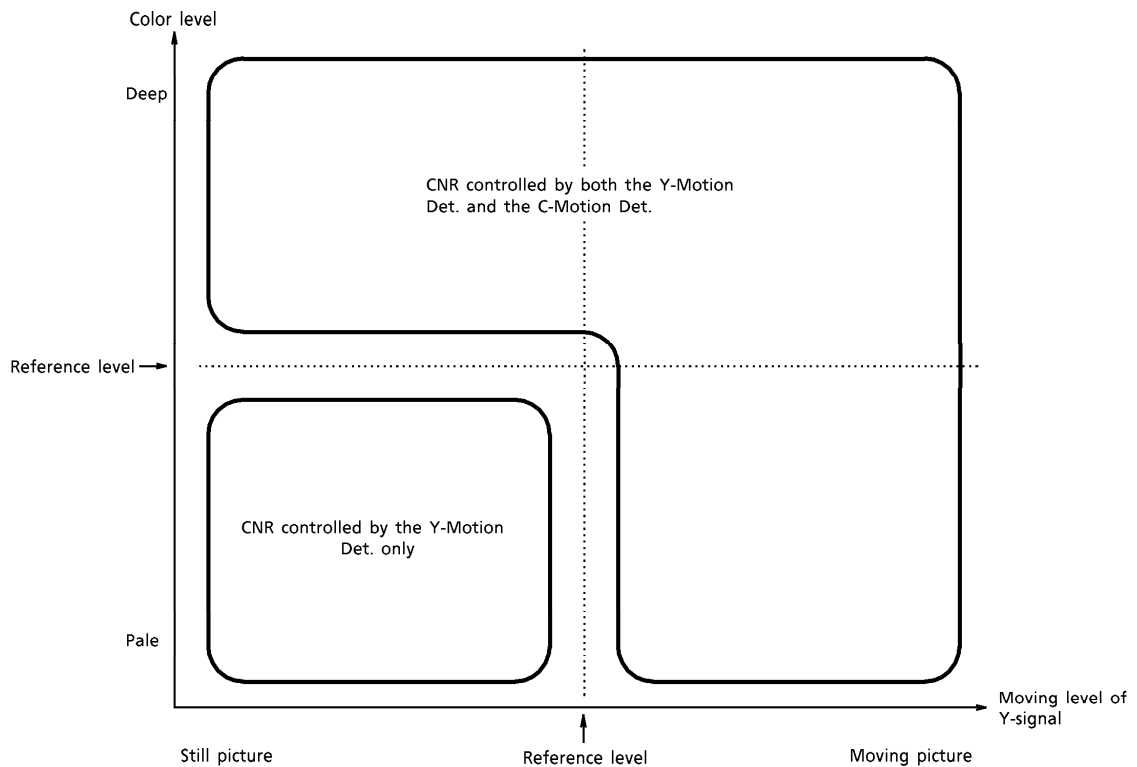 Color level
Deep
CNR controlled by both the Y-Motion
Det. and the C-Motion Det.
Reference level
CNR controlled by the Y-Motion
Det. only
Pale
Moving level of
Y-signal
Still picture
Reference level
Moving picture